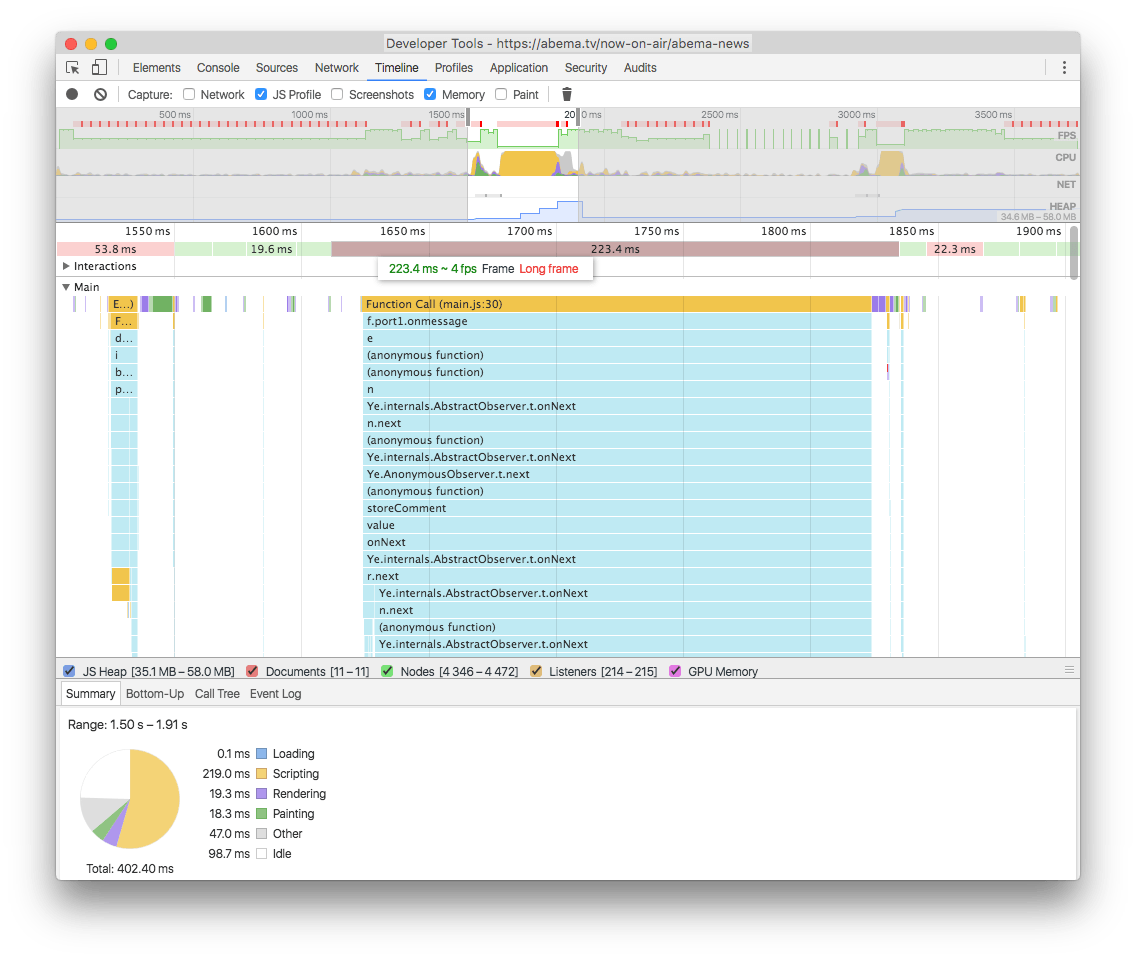 Developer Tools - https://abema.tv/now-on-air/abema-news
Elements Console Sources Network Timeline Profiles Application Security Audits
Capture: Network JS Profile Screenshots Memory Paint
500 ms 1000 ms 1500 ms 20 0 ms 2500 ms 3000 ms 3500 ms
FPS
CPU
NET
HEAP
34.6 MB – 58.0 MB
1550 ms 1600 ms 1650 ms 1700 ms 1750 ms 1800 ms 1850 ms 1900 ms
53.8 ms 19.6 ms 223.4 ms 22.3 ms
Interactions
223.4 ms ~ 4 fps Frame Long frame
Main
E...) Function Call (main.js:30)
F... f.port1.onmessage
d... e
i (anonymous function)
b... (anonymous function)
p... n
Ye.internals.AbstractObserver.t.onNext
n.next
(anonymous function)
Ye.internals.AbstractObserver.t.onNext
Ye.AnonymousObserver.t.next
(anonymous function)
storeComment
value
onNext
Ye.internals.AbstractObserver.t.onNext
r.next
Ye.internals.AbstractObserver.t.onNext
n.next
(anonymous function)
Ye.internals.AbstractObserver.t.onNext
JS Heap [35.1 MB – 58.0 MB] Documents [11 – 11] Nodes [4 346 – 4 472] Listeners [214 – 215] GPU Memory
Summary Bottom-Up Call Tree Event Log
Range: 1.50 s – 1.91 s
0.1 ms Loading
219.0 ms Scripting
19.3 ms Rendering
18.3 ms Painting
47.0 ms Other
98.7 ms Idle
Total: 402.40 ms